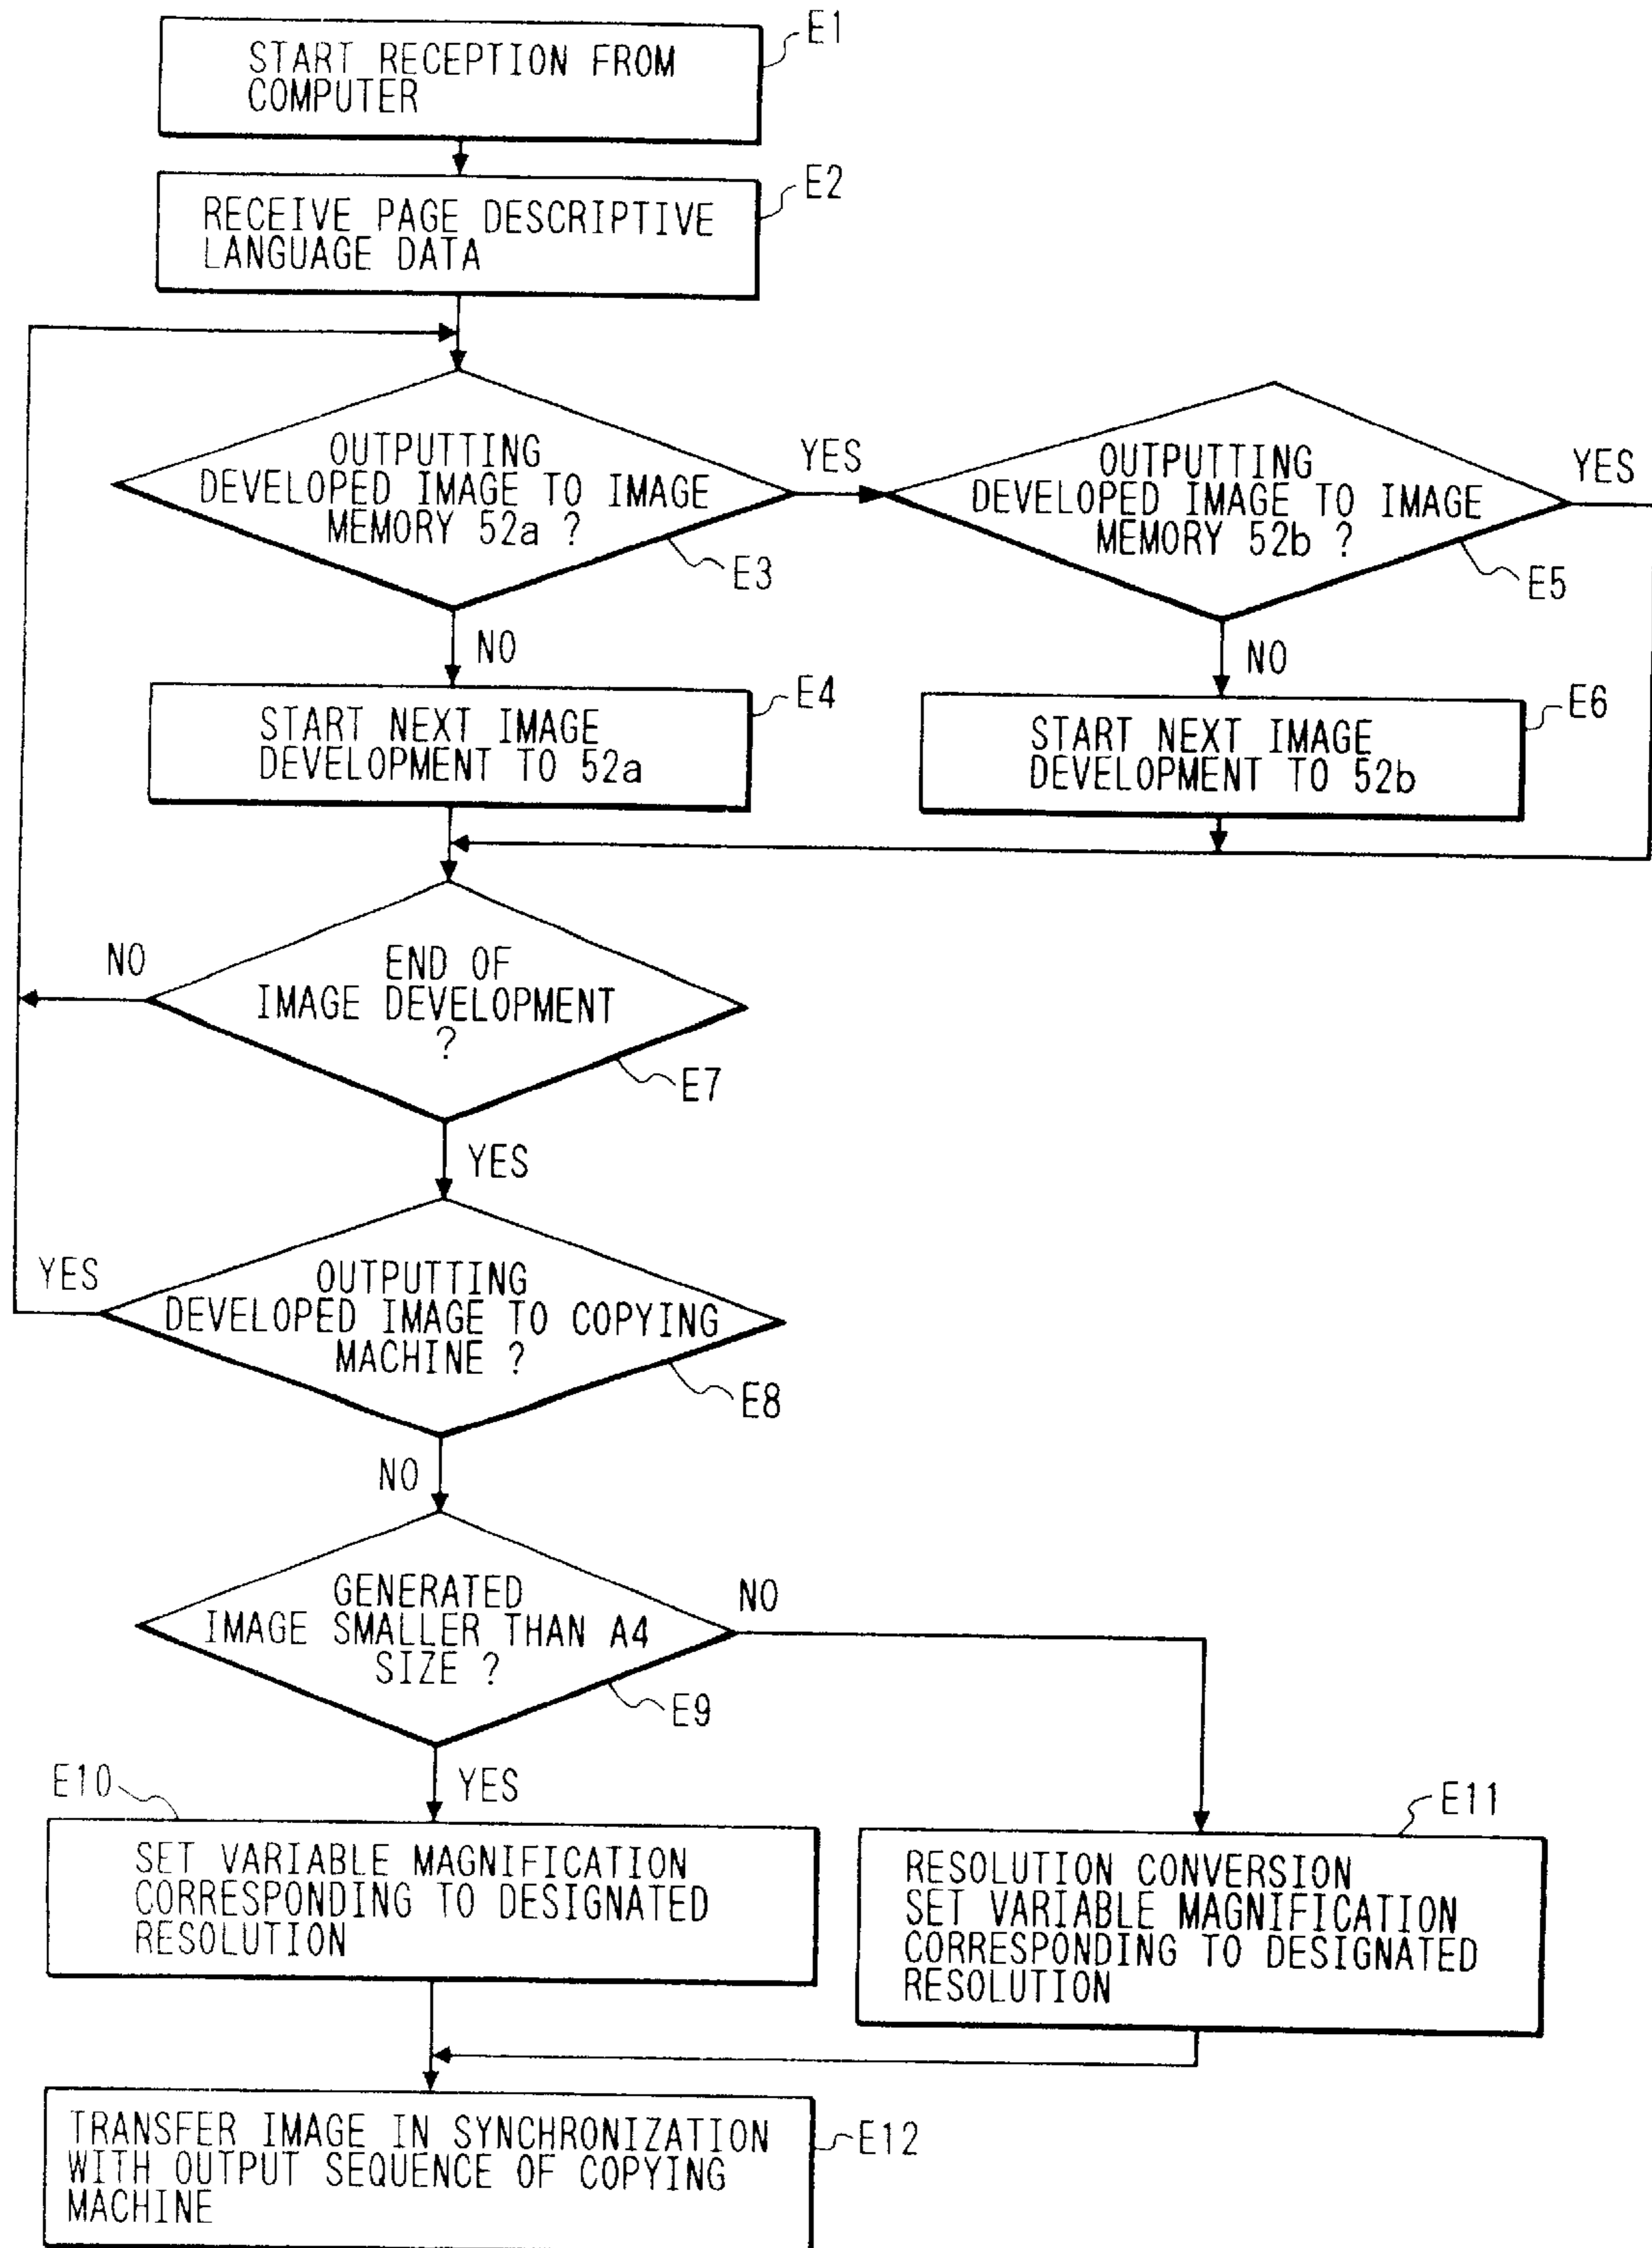 START RECEPTION FROM
COMPUTER
E1
RECEIVE PAGE DESCRIPTIVE
LANGUAGE DATA
E2
OUTPUTTING
DEVELOPED IMAGE TO IMAGE
MEMORY 52a ?
E3
YES
OUTPUTTING
DEVELOPED IMAGE TO IMAGE
MEMORY 52b ?
E5
YES
NO
NO
START NEXT IMAGE
DEVELOPMENT TO 52a
E4
START NEXT IMAGE
DEVELOPMENT TO 52b
E6
NO
END OF
IMAGE DEVELOPMENT
?
E7
YES
YES
OUTPUTTING
DEVELOPED IMAGE TO COPYING
MACHINE ?
E8
NO
GENERATED
IMAGE SMALLER THAN A4
SIZE ?
E9
NO
YES
E10
SET VARIABLE MAGNIFICATION
CORRESPONDING TO DESIGNATED
RESOLUTION
E11
RESOLUTION CONVERSION
SET VARIABLE MAGNIFICATION
CORRESPONDING TO DESIGNATED
RESOLUTION
TRANSFER IMAGE IN SYNCHRONIZATION
WITH OUTPUT SEQUENCE OF COPYING
MACHINE
E12